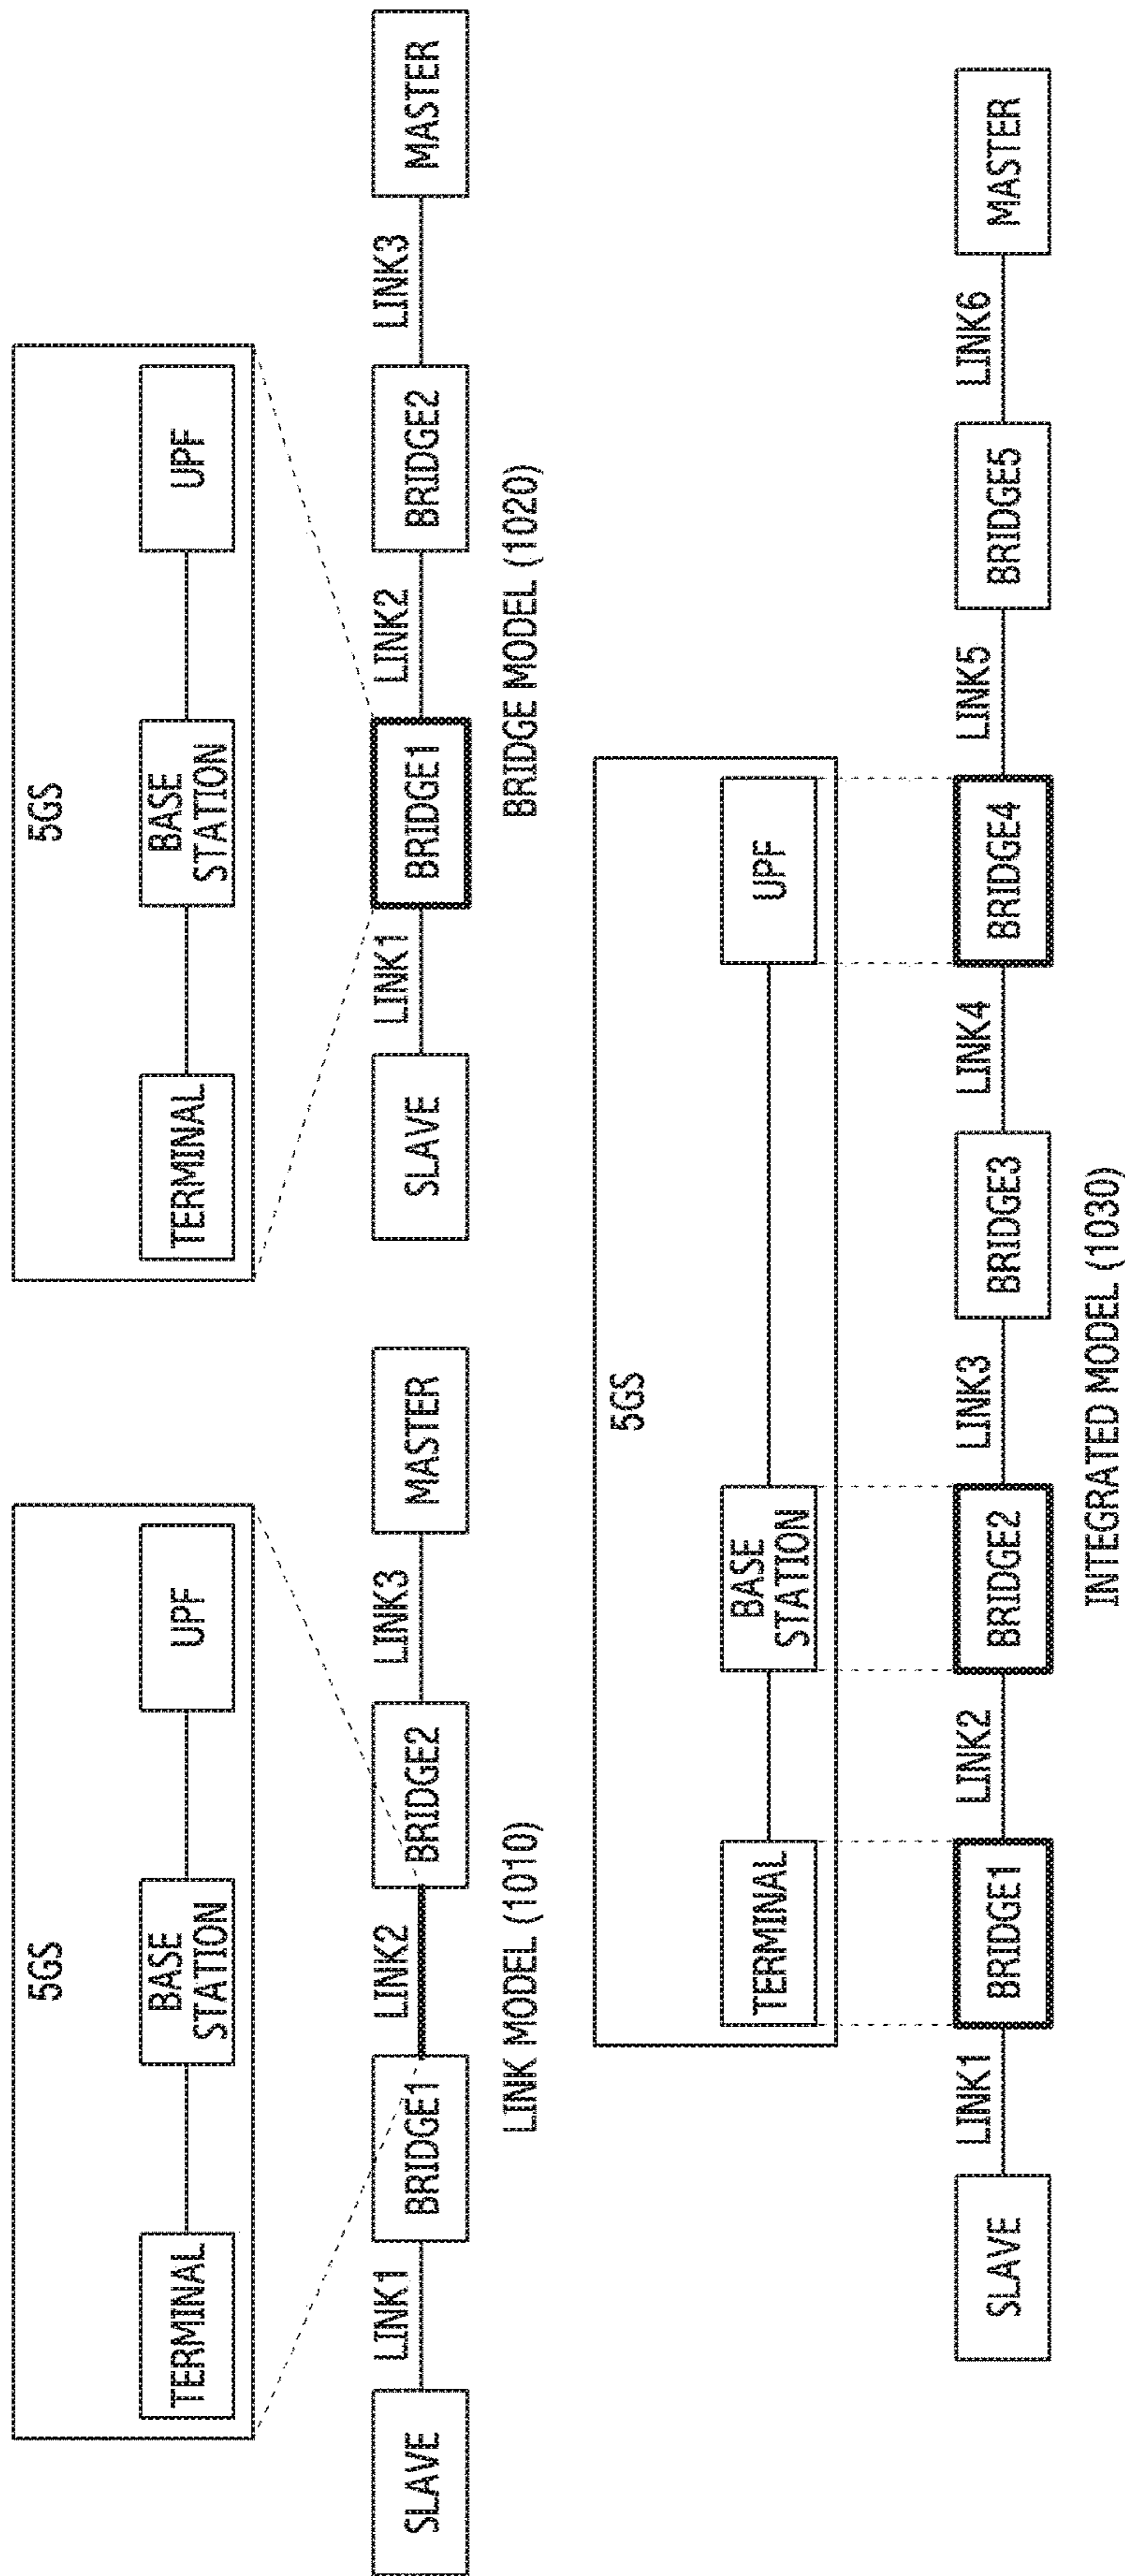 5GS
TERMINAL
BASE
STATION
UPF
SLAVE
LINK1
BRIDGE1
LINK2
BRIDGE2
LINK3
MASTER
LINK MODEL (1010)
5GS
TERMINAL
BASE
STATION
UPF
SLAVE
LINK1
BRIDGE1
LINK2
BRIDGE2
LINK3
MASTER
BRIDGE MODEL (1020)
5GS
TERMINAL
BASE
STATION
UPF
SLAVE
LINK1
BRIDGE1
LINK2
BRIDGE2
LINK3
BRIDGE3
LINK4
BRIDGE4
LINK5
BRIDGE5
LINK6
MASTER
INTEGRATED MODEL (1030)